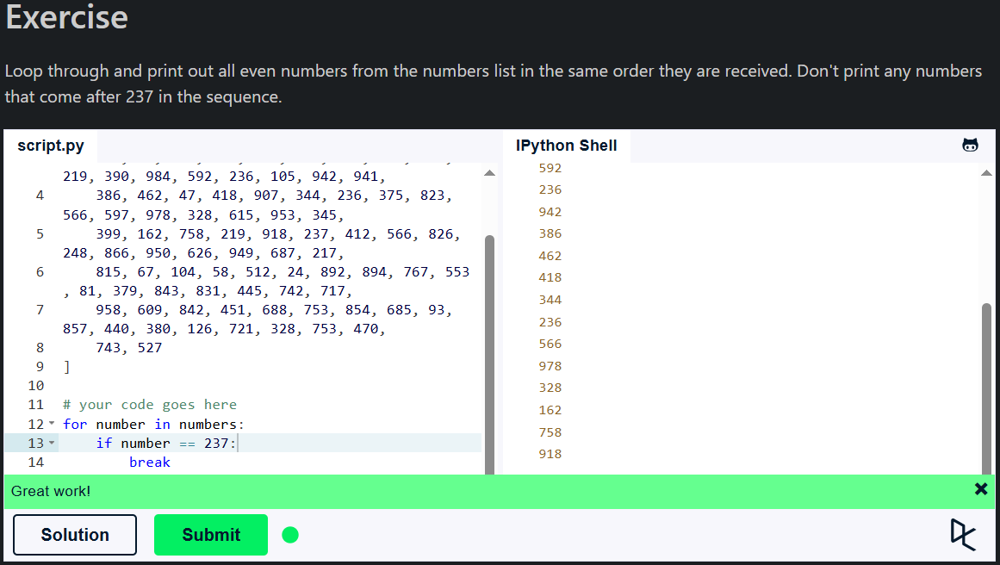 Exercise
Loop through and print out all even numbers from the numbers list in the same order they are received. Don't print any numbers
that come after 237 in the sequence.
script.py
219, 390, 984, 592, 236, 105, 942, 941,
4 386, 462, 47, 418, 907, 344, 236, 375, 823,
566, 597, 978, 328, 615, 953, 345,
5 399, 162, 758, 219, 918, 237, 412, 566, 826,
248, 866, 950, 626, 949, 687, 217,
6 815, 67, 104, 58, 512, 24, 892, 894, 767, 553
, 81, 379, 843, 831, 445, 742, 717,
7 958, 609, 842, 451, 688, 753, 854, 685, 93,
857, 440, 380, 126, 721, 328, 753, 470,
8 743, 527
9 ]
10
11 # your code goes here
12 for number in numbers:
13 if number == 237:
14 break
IPython Shell
592
236
942
386
462
418
344
236
566
978
328
162
758
918
Great work!
Solution
Submit